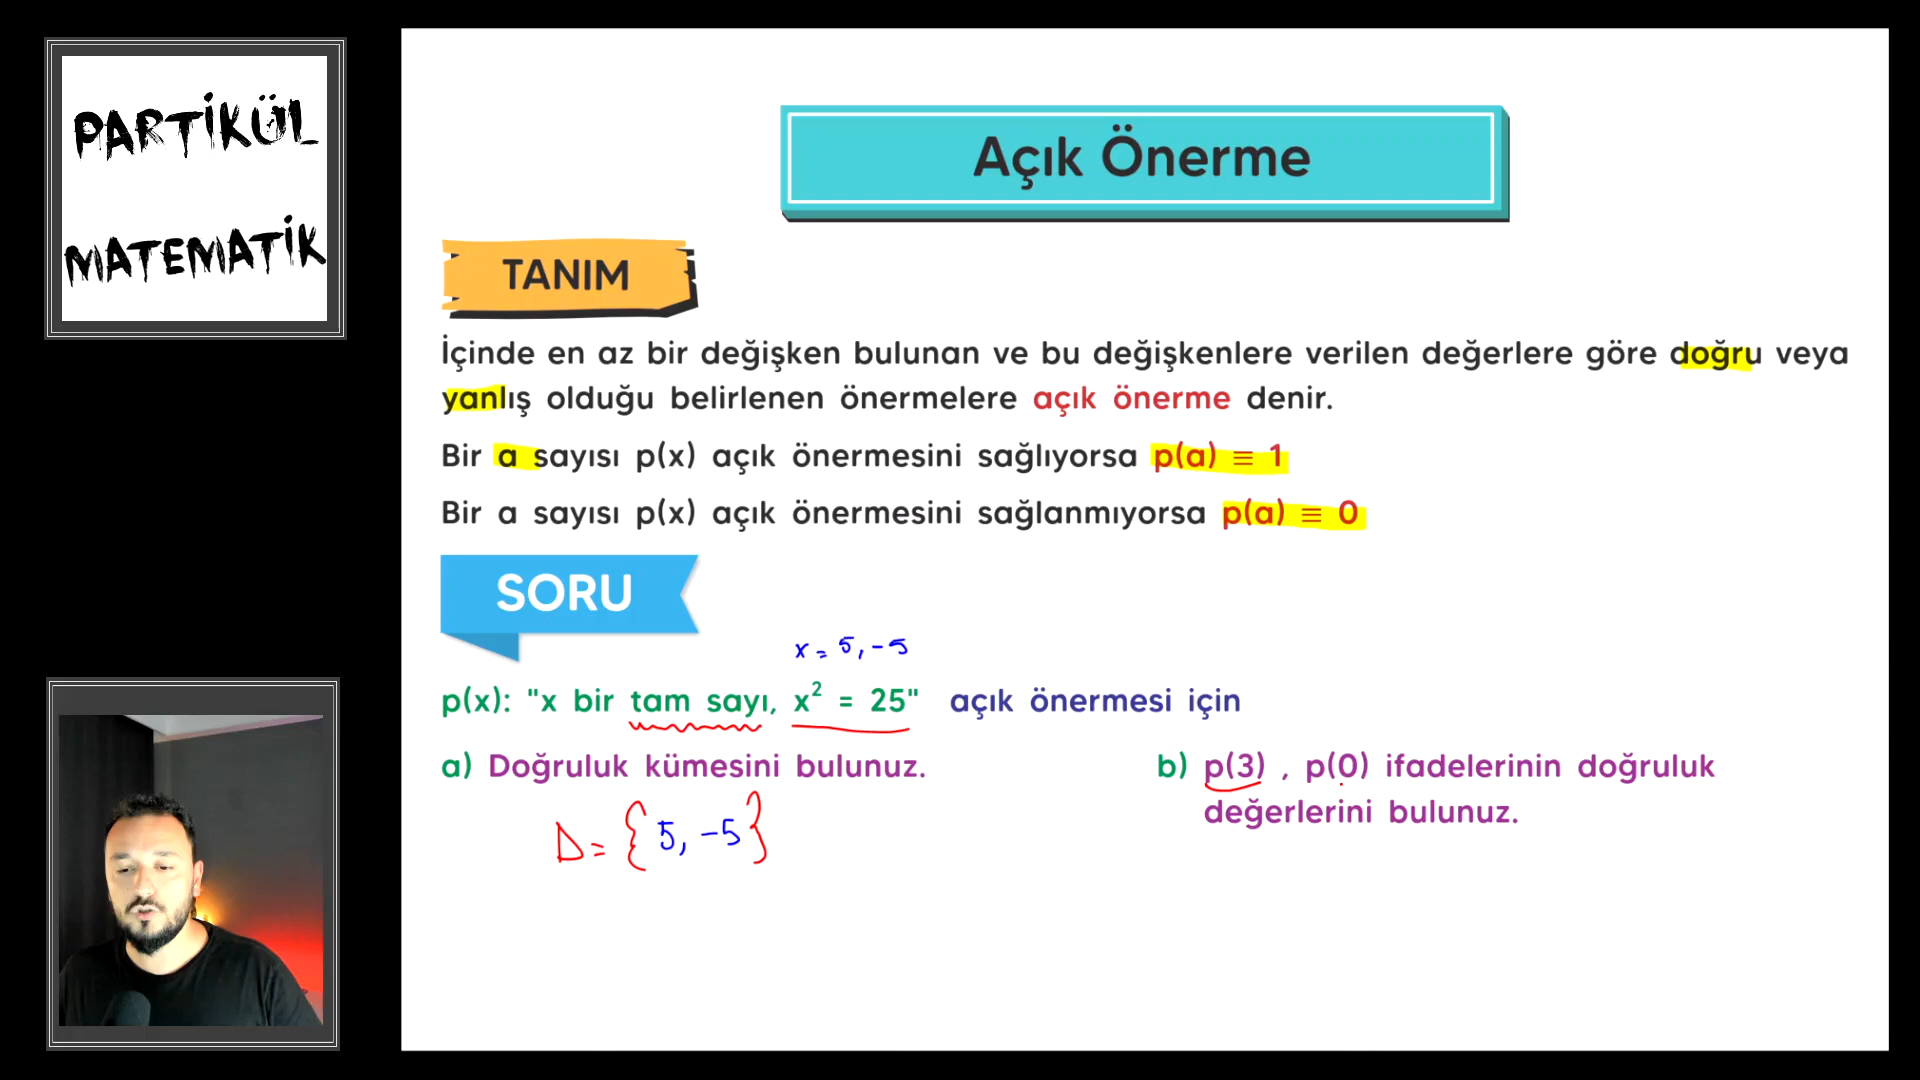 PARTİKÜL
MATEMATİK
Açık Önerme
TANIM
İçinde en az bir değişken bulunan ve bu değişkenlere verilen değerlere göre doğru veya
yanlış olduğu belirlenen önermelere açık önerme denir.
Bir a sayısı p(x) açık önermesini sağlıyorsa p(a) ≡ 1
Bir a sayısı p(x) açık önermesini sağlanmıyorsa p(a) ≡ 0
SORU
x = 5, -5
p(x): "x bir tam sayı, x² = 25" açık önermesi için
a) Doğruluk kümesini bulunuz.
D = {5, -5}
b) p(3) , p(0) ifadelerinin doğruluk
değerlerini bulunuz.